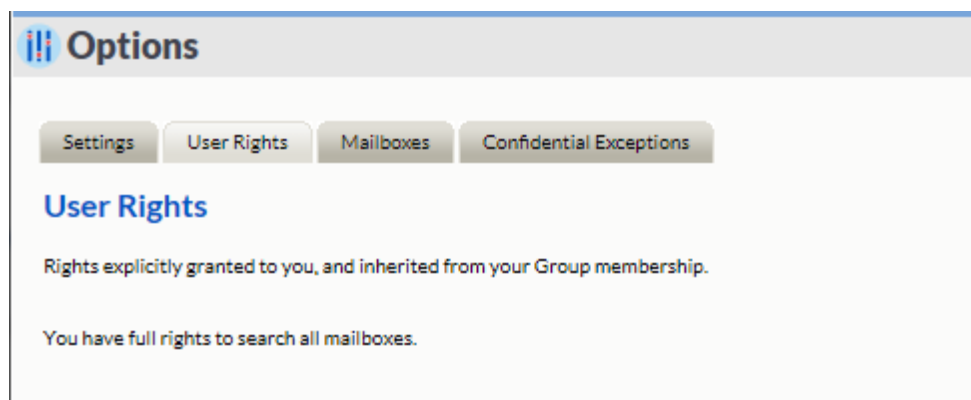 Options
Settings
User Rights
Mailboxes
Confidential Exceptions
User Rights
Rights explicitly granted to you, and inherited from your Group membership.
You have full rights to search all mailboxes.